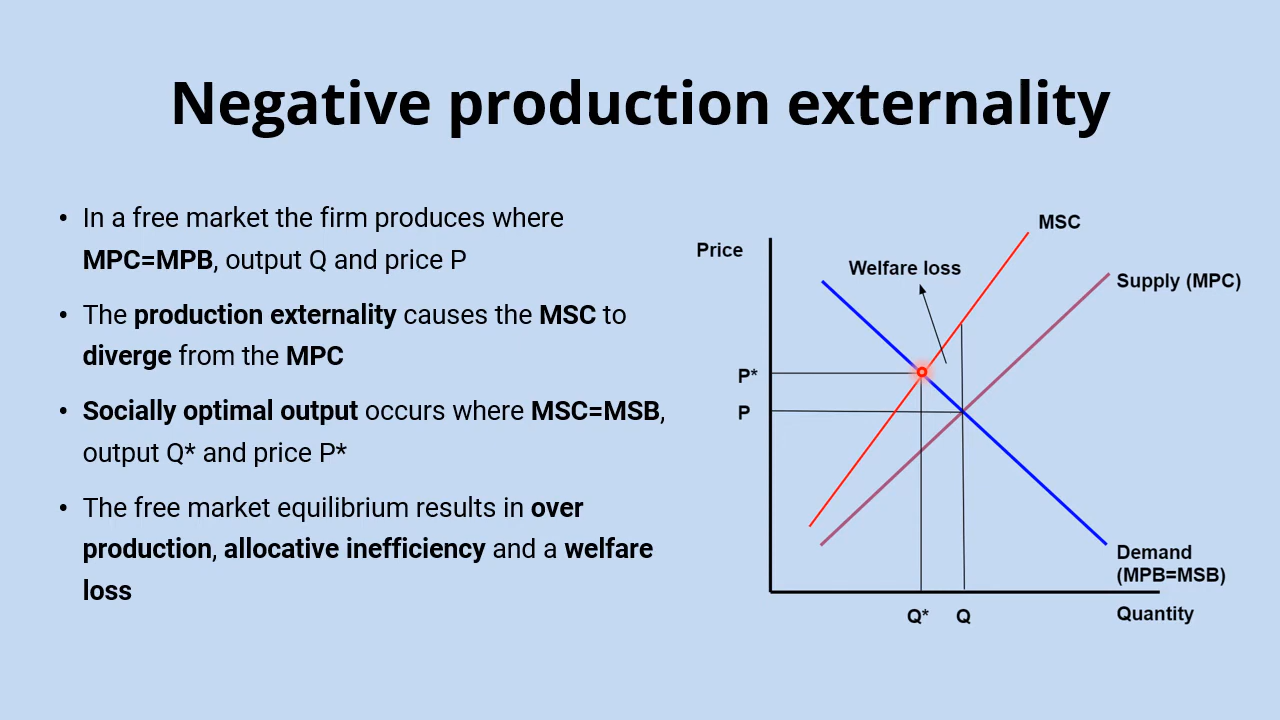 Negative production externality
• In a free market the firm produces where
MPC=MPB, output Q and price P
• The production externality causes the MSC to
diverge from the MPC
• Socially optimal output occurs where MSC=MSB,
output Q* and price P*
• The free market equilibrium results in over
production, allocative inefficiency and a welfare
loss
MSC
Price
Welfare loss
Supply (MPC)
P*
P
Demand
(MPB=MSB)
Q* Q
Quantity